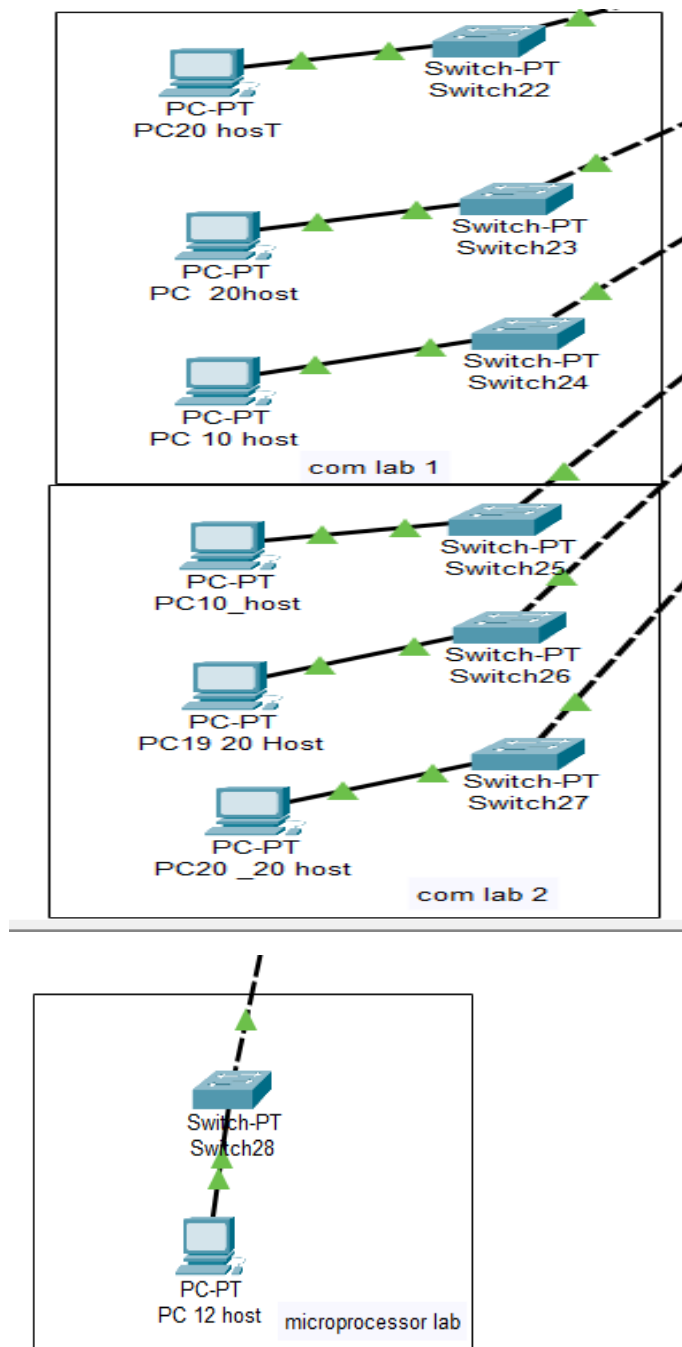 Switch-PT
Switch22
PC-PT
PC20 hosT
Switch-PT
Switch23
PC-PT
PC 20host
Switch-PT
Switch24
PC-PT
PC 10 host
com lab 1
Switch-PT
Switch25
PC-PT
PC10_host
Switch-PT
Switch26
PC-PT
PC19 20 Host
Switch-PT
Switch27
PC-PT
PC20 _20 host
com lab 2
Switch-PT
Switch28
PC-PT
PC 12 host
microprocessor lab